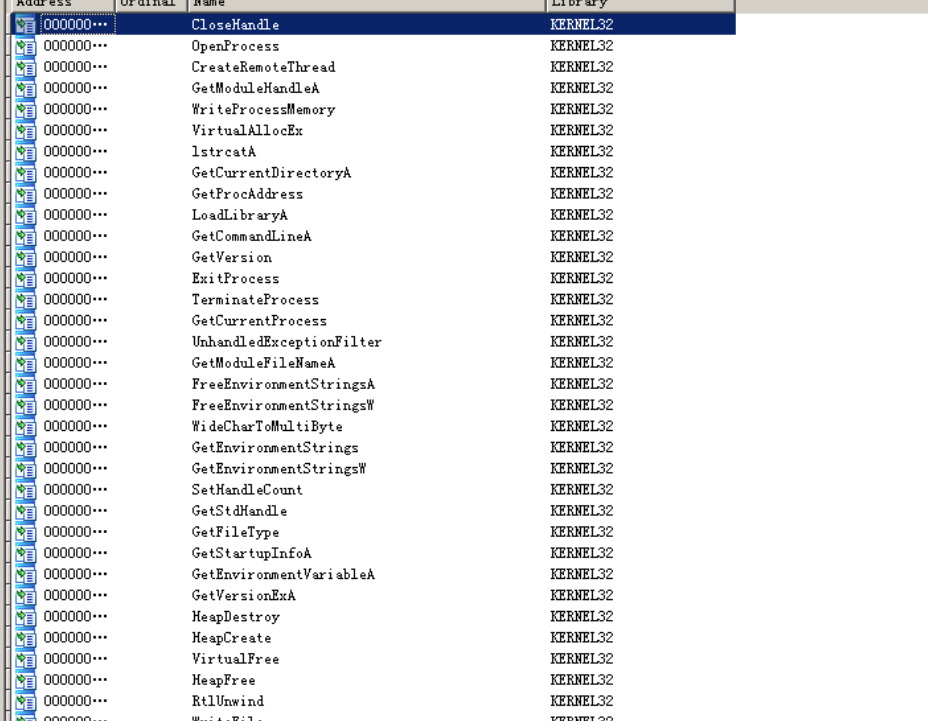 Address Ordinal Name Library
000000... CloseHandle KERNEL32
000000... OpenProcess KERNEL32
000000... CreateRemoteThread KERNEL32
000000... GetModuleHandleA KERNEL32
000000... WriteProcessMemory KERNEL32
000000... VirtualAllocEx KERNEL32
000000... lstrcatA KERNEL32
000000... GetCurrentDirectoryA KERNEL32
000000... GetProcAddress KERNEL32
000000... LoadLibraryA KERNEL32
000000... GetCommandLineA KERNEL32
000000... GetVersion KERNEL32
000000... ExitProcess KERNEL32
000000... TerminateProcess KERNEL32
000000... GetCurrentProcess KERNEL32
000000... UnhandledExceptionFilter KERNEL32
000000... GetModuleFileNameA KERNEL32
000000... FreeEnvironmentStringsA KERNEL32
000000... FreeEnvironmentStringsW KERNEL32
000000... WideCharToMultiByte KERNEL32
000000... GetEnvironmentStrings KERNEL32
000000... GetEnvironmentStringsW KERNEL32
000000... SetHandleCount KERNEL32
000000... GetStdHandle KERNEL32
000000... GetFileType KERNEL32
000000... GetStartupInfoA KERNEL32
000000... GetEnvironmentVariableA KERNEL32
000000... GetVersionExA KERNEL32
000000... HeapDestroy KERNEL32
000000... HeapCreate KERNEL32
000000... VirtualFree KERNEL32
000000... HeapFree KERNEL32
000000... RtlUnwind KERNEL32
000000... WriteFile KERNEL32